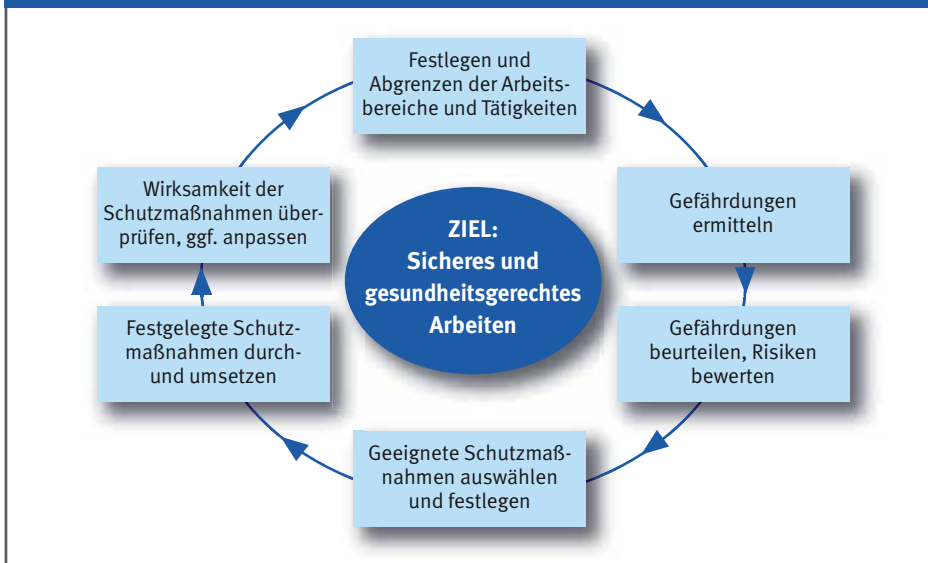 Festlegen und
Abgrenzen der Arbeits-
bereiche und Tätigkeiten
Gefährdungen
ermitteln
Gefährdungen
beurteilen, Risiken
bewerten
Geeignete Schutzmaß-
nahmen auswählen
und festlegen
Festgelegte Schutz-
maßnahmen durch-
und umsetzen
Wirksamkeit der
Schutzmaßnahmen über-
prüfen, ggf. anpassen
ZIEL:
Sicheres und
gesundheitsgerechtes
Arbeiten